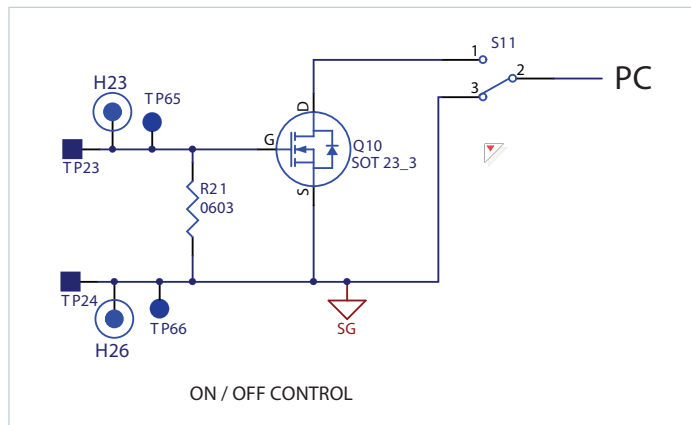 S11
1
2
3
PC
H23
TP65
TP23
G
D
S
Q10
SOT 23_3
R21
0603
TP24
H26
TP66
SG
ON / OFF CONTROL